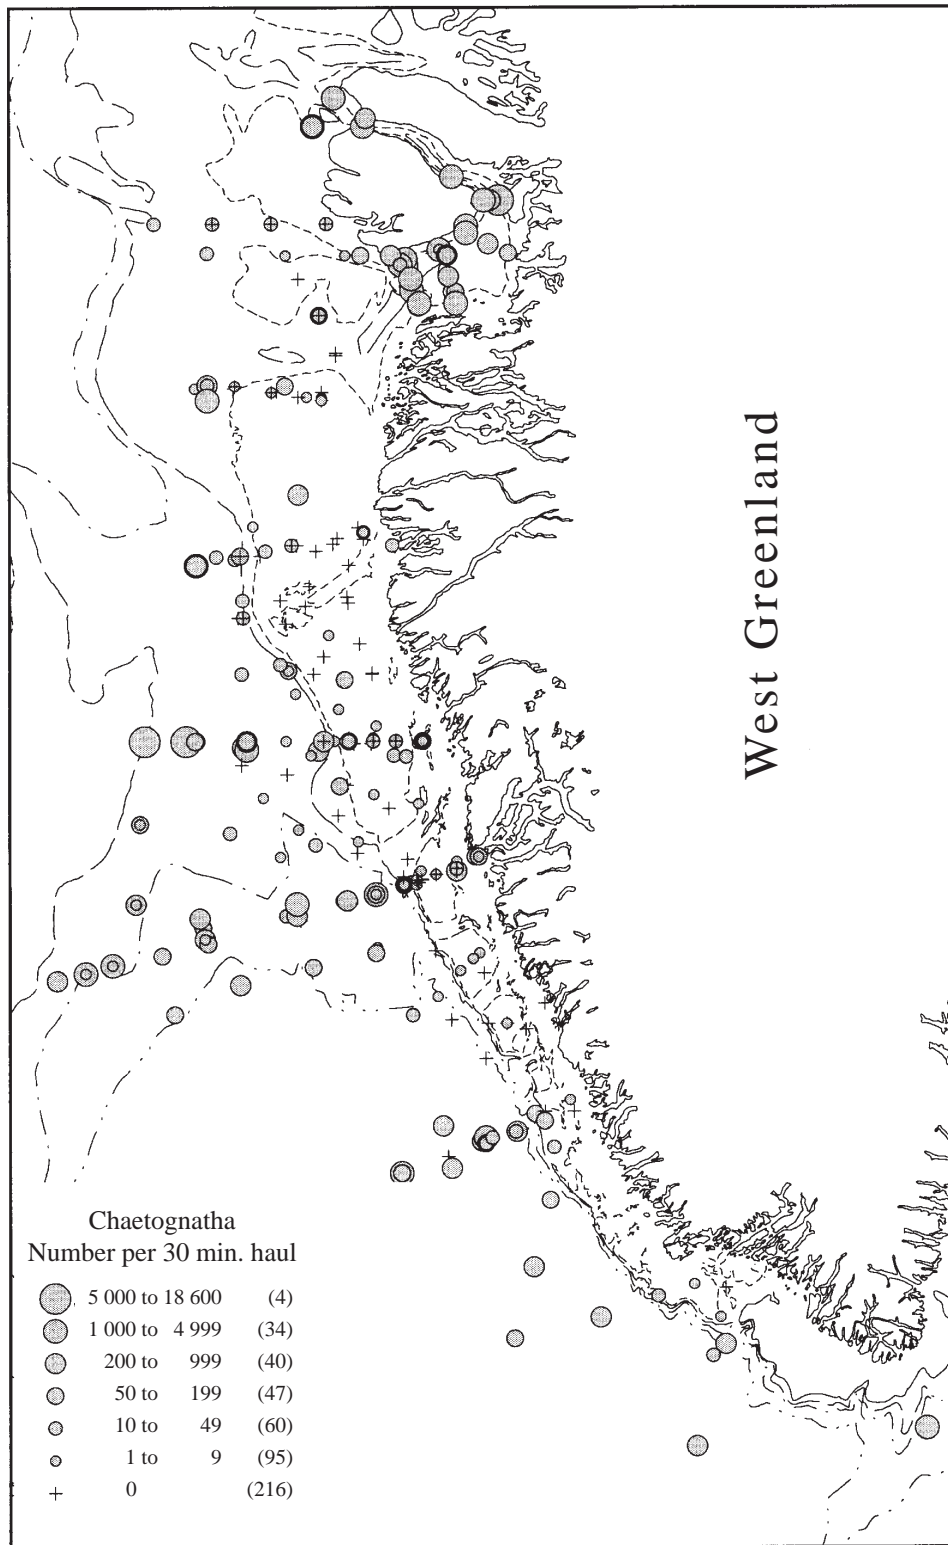 West Greenland
Chaetognatha
Number per 30 min. haul
5 000 to 18 600 (4)
1 000 to 4 999 (34)
200 to 999 (40)
50 to 199 (47)
10 to 49 (60)
1 to 9 (95)
0 (216)